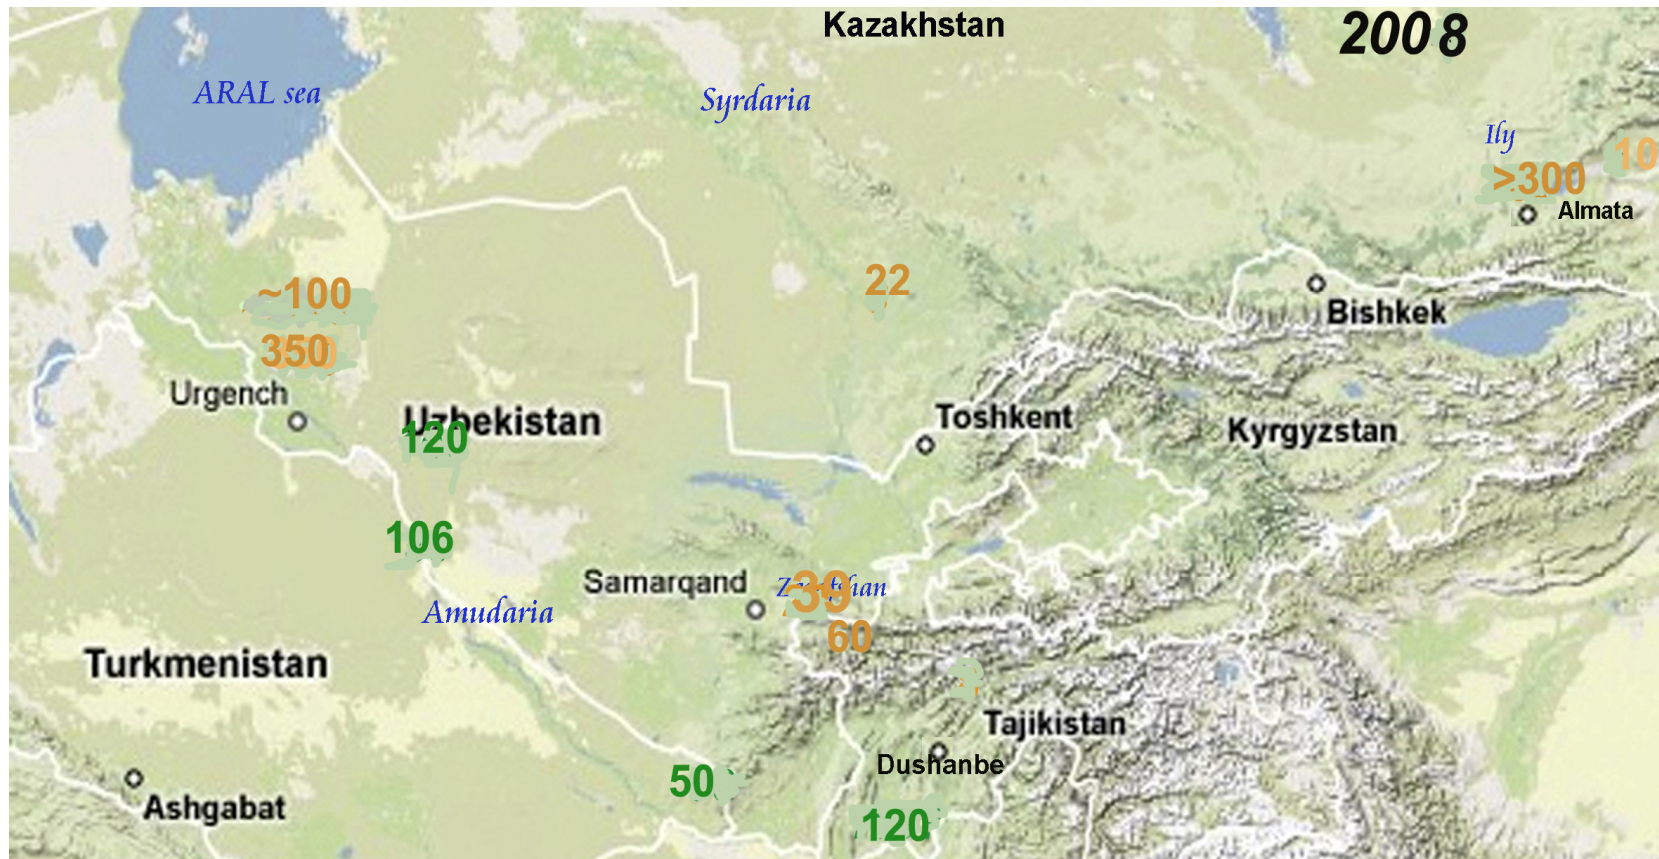 Kazakhstan
2008
ARAL sea
Syrdaria
Ily
10
>300
Almata
22
~100
Bishkek
350
Urgench
Uzbekistan
120
Toshkent
Kyrgyzstan
106
Samarqand
39
Amudaria
60
Turkmenistan
Tajikistan
Dushanbe
50
Ashgabat
120